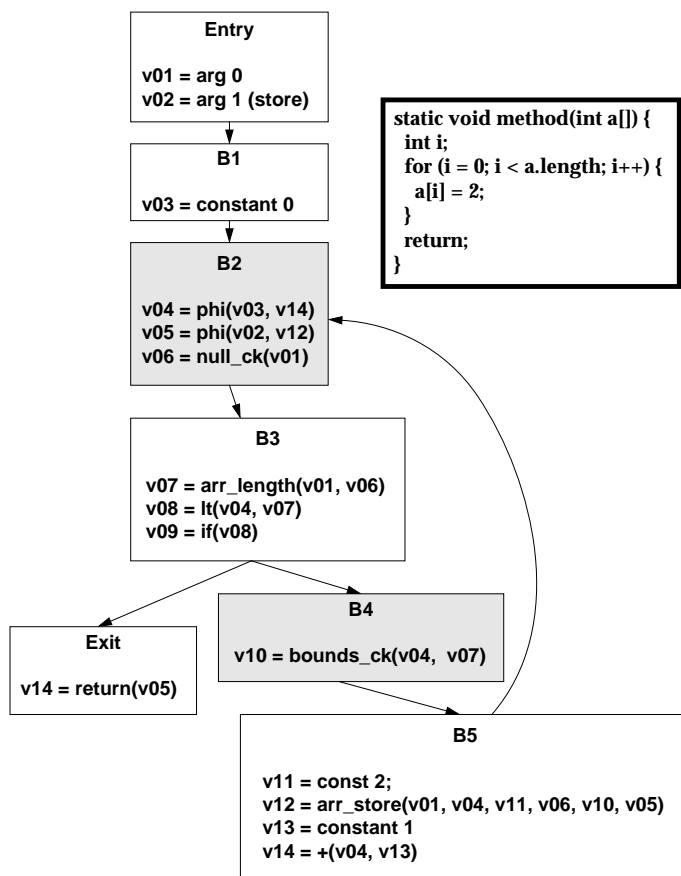 Entry
v01 = arg 0
v02 = arg 1 (store)
static void method(int a[]) {
int i;
for (i = 0; i < a.length; i++) {
a[i] = 2;
}
return;
}
B1
v03 = constant 0
B2
v04 = phi(v03, v14)
v05 = phi(v02, v12)
v06 = null_ck(v01)
B3
v07 = arr_length(v01, v06)
v08 = lt(v04, v07)
v09 = if(v08)
B4
v10 = bounds_ck(v04, v07)
Exit
v14 = return(v05)
B5
v11 = const 2;
v12 = arr_store(v01, v04, v11, v06, v10, v05)
v13 = constant 1
v14 = +(v04, v13)